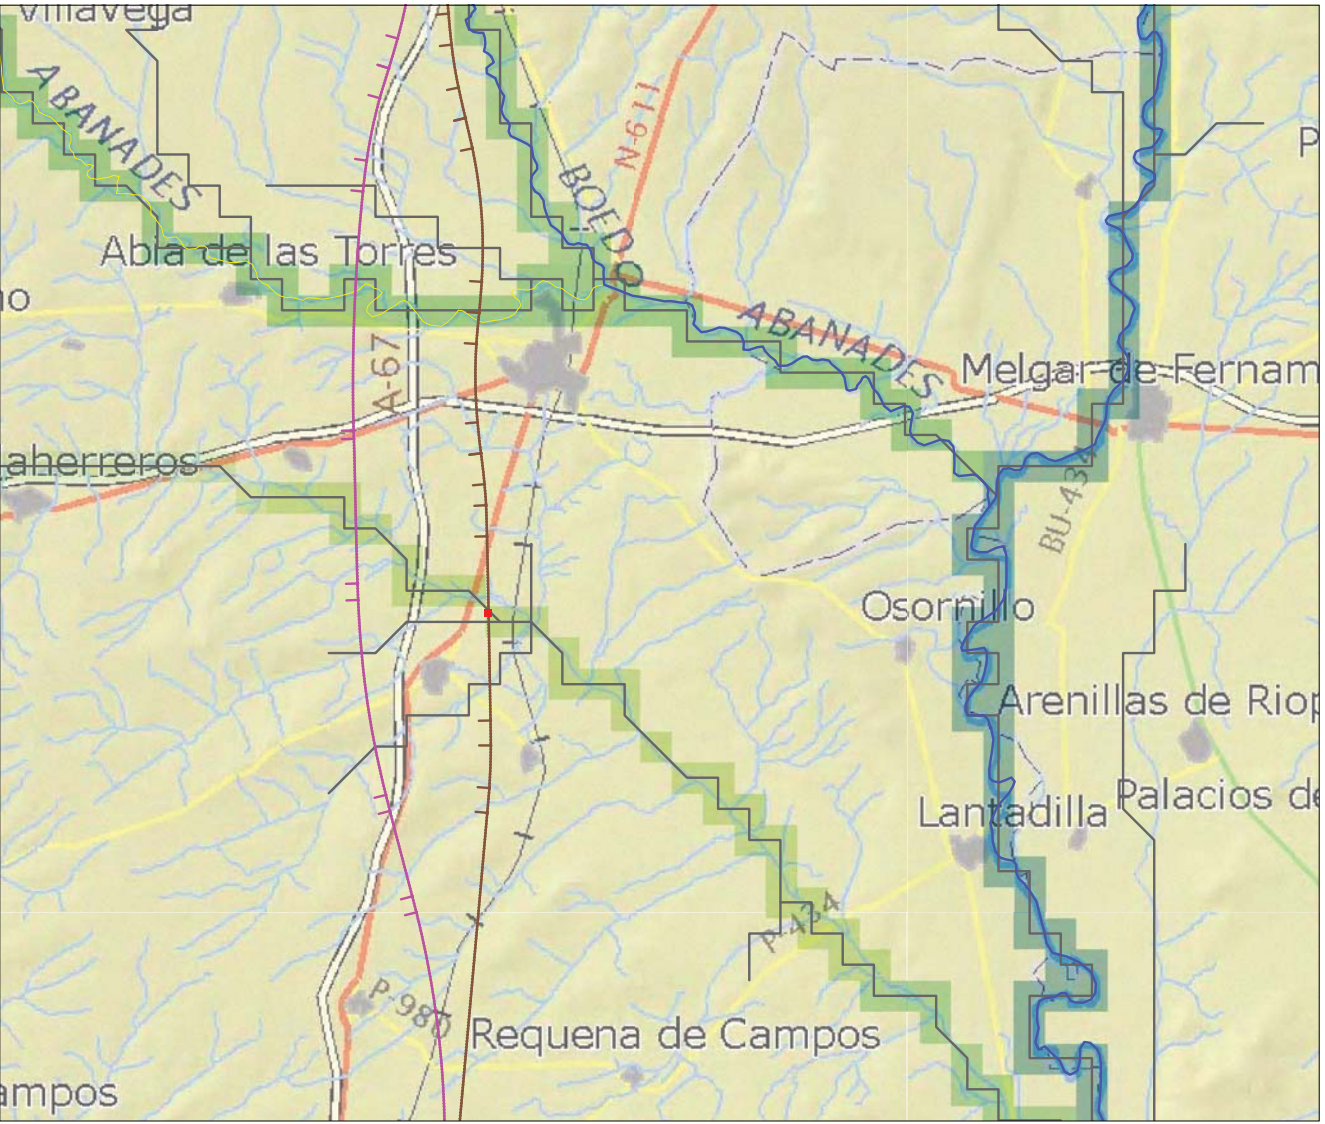 Villavega
ABANADES
N-611
BOEDO
P
Abia de las Torres
no
ABANADES
A-67
Melgar de Fernam
aherreros
BU-434
Osornillo
Arenillas de Riop
Lantadilla
Palacios de
P-434
P-980
Requena de Campos
ampos